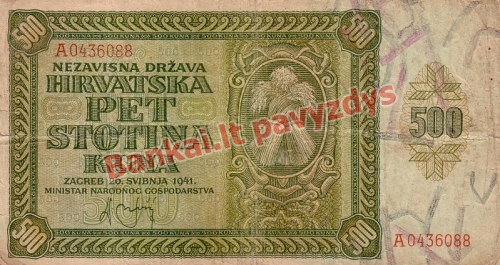 500
500
A0436088
NEZAVISNA DRŽAVA
HRVATSKA
PET
STOTINA
KUNA
ZAGREB 20. SVIBNJA 1941.
MINISTAR NARODNOG GOSPODARSTVA
500
Bankai.lt pavyzdys
A0436088
500
500